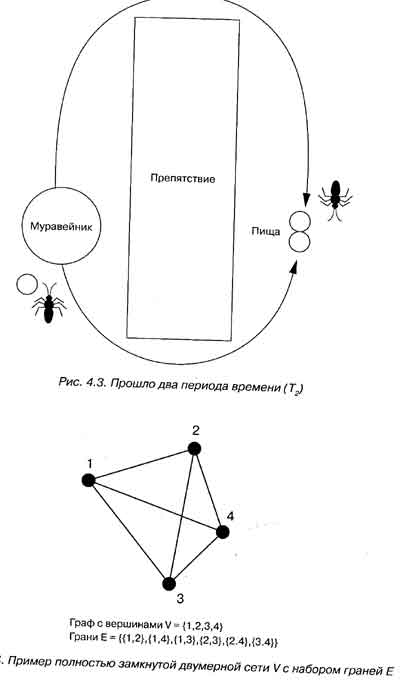 Препятствие
Муравейник
Пища
Рис. 4.3. Прошло два периода времени (T₂)
2
1
4
3
Граф с вершинами V = {1,2,3,4}
Грани E = {{1,2},{1,4},{1,3},{2,3},{2.4},{3.4}}
. Пример полностью замкнутой двумерной сети V с набором граней E